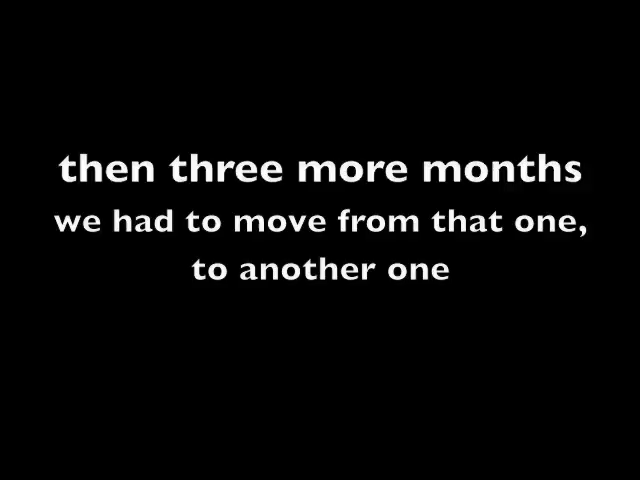 then three more months
we had to move from that one,
to another one